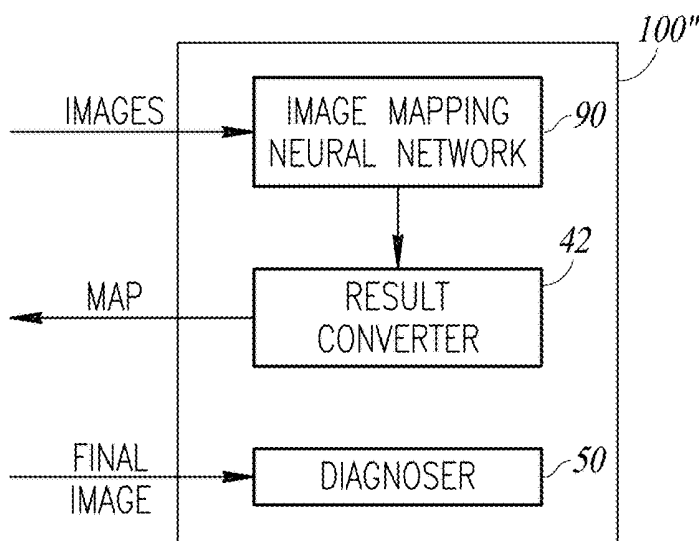 100"
IMAGES
IMAGE MAPPING
NEURAL NETWORK
90
42
MAP
RESULT
CONVERTER
FINAL
IMAGE
DIAGNOSER
50